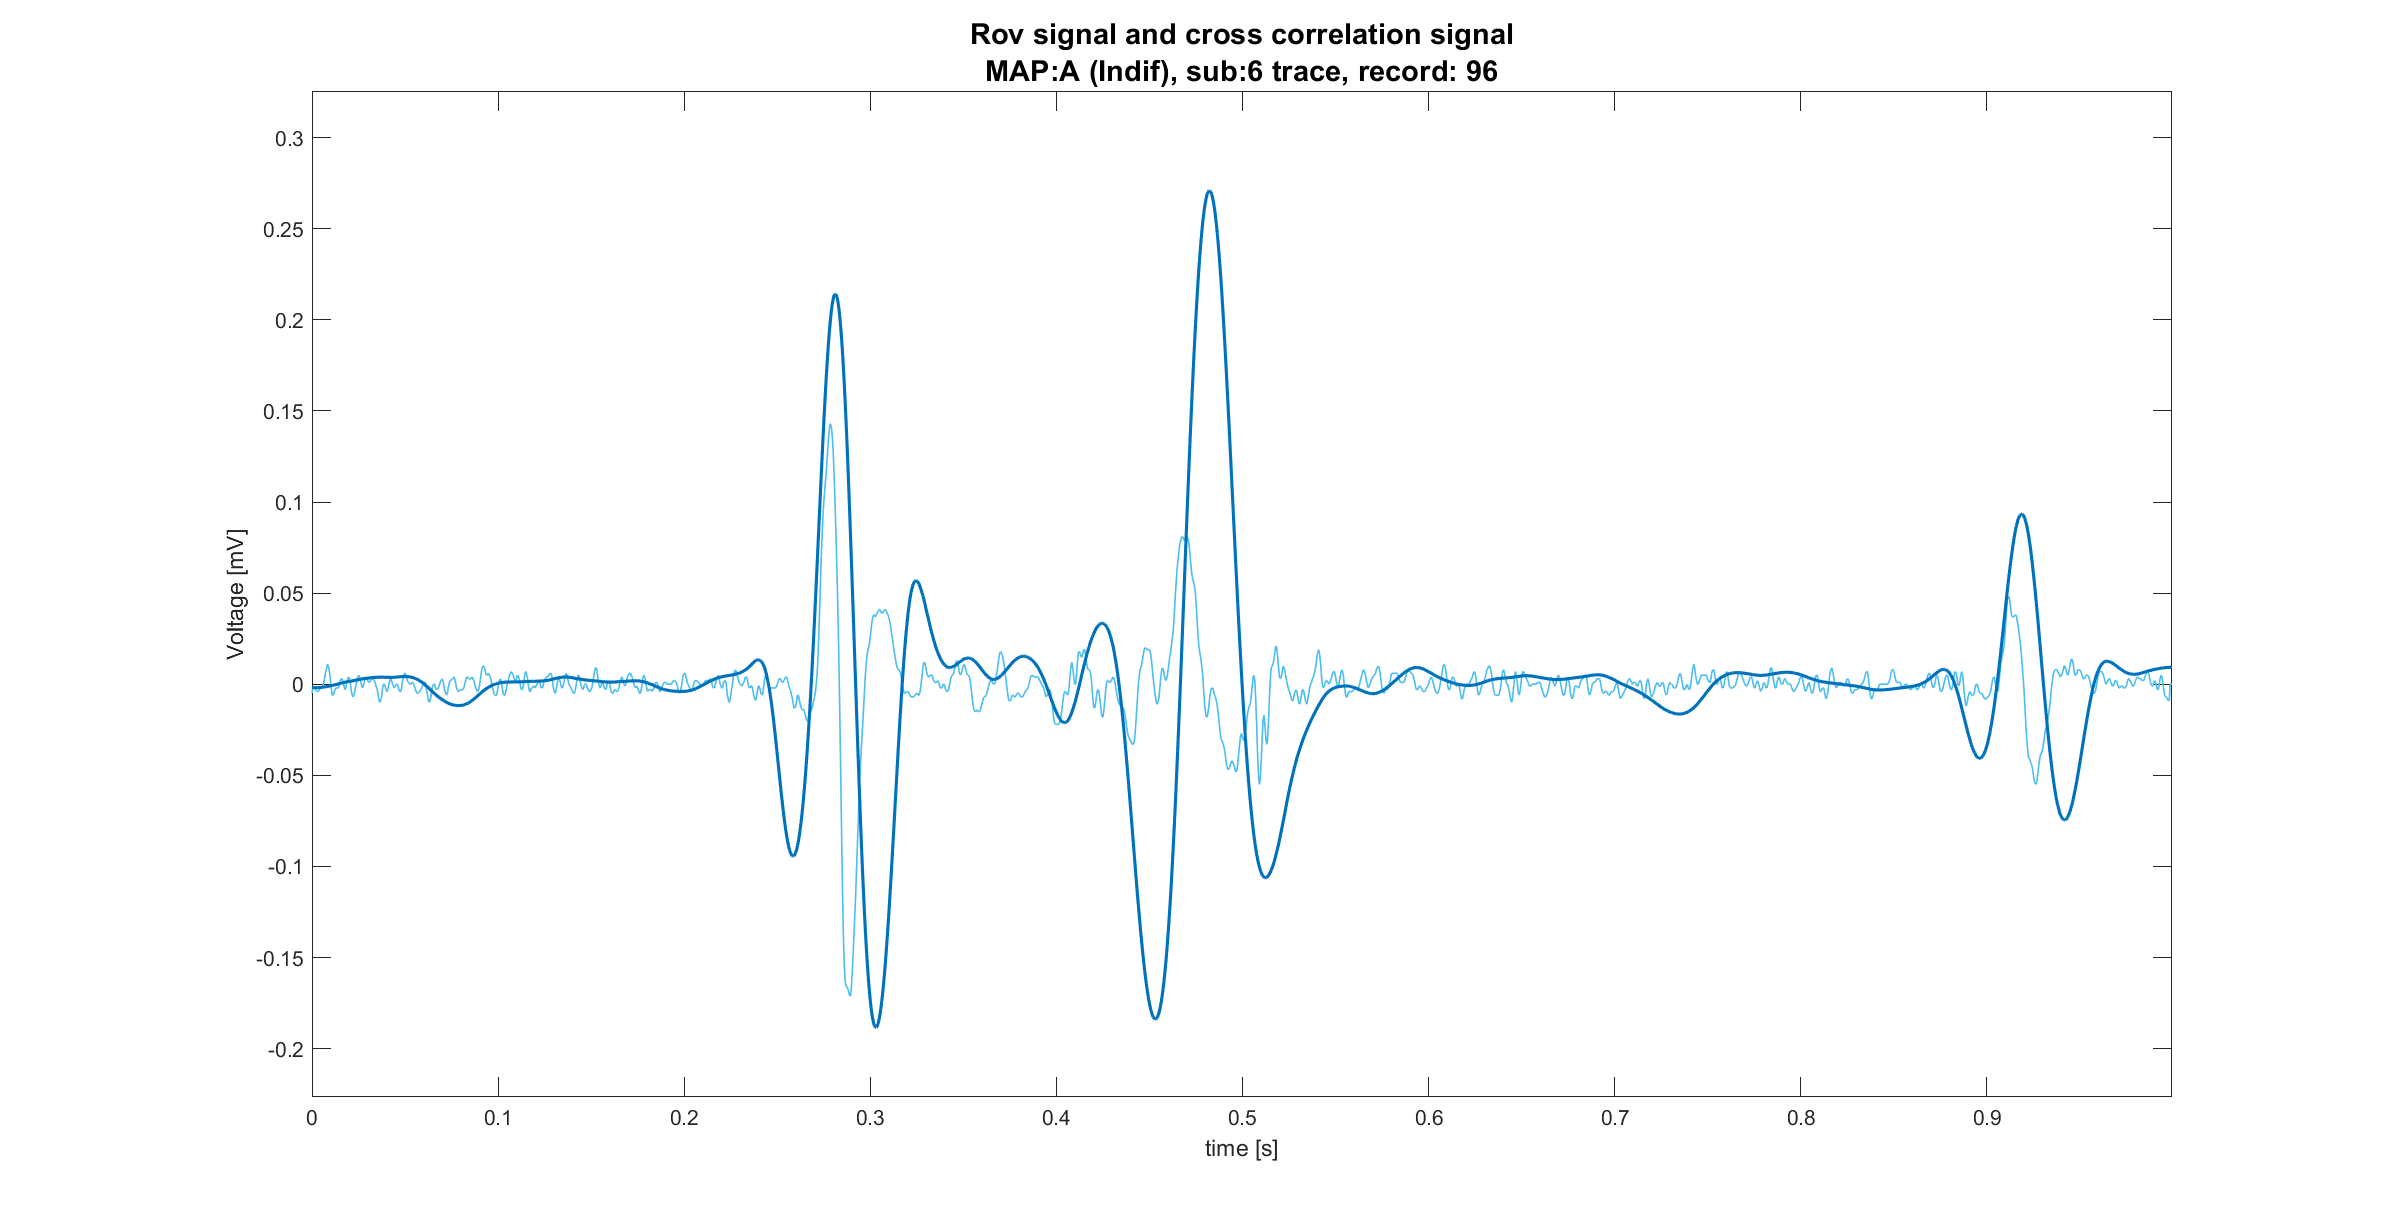 Rov signal and cross correlation signal
MAP:A (Indif), sub:6 trace, record: 96
0.3
0.25
0.2
0.15
0.1
0.05
0
-0.05
-0.1
-0.15
-0.2
Voltage [mV]
0 0.1 0.2 0.3 0.4 0.5 0.6 0.7 0.8 0.9
time [s]